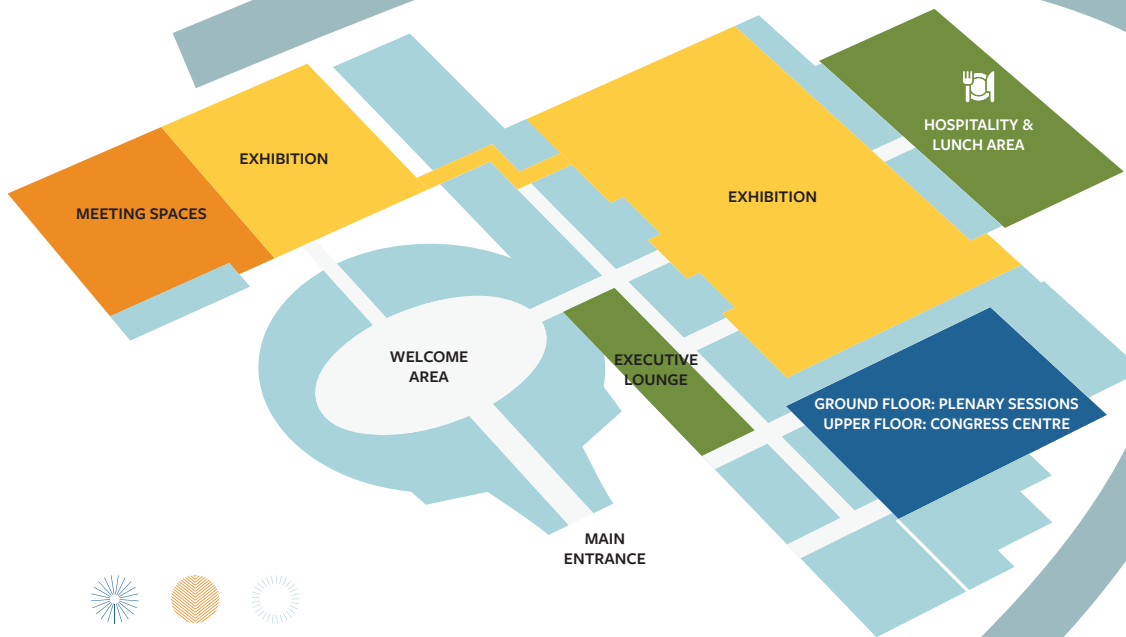 HOSPITALITY &
LUNCH AREA
EXHIBITION
EXHIBITION
MEETING SPACES
WELCOME
AREA
EXECUTIVE
LOUNGE
GROUND FLOOR: PLENARY SESSIONS
UPPER FLOOR: CONGRESS CENTRE
MAIN
ENTRANCE